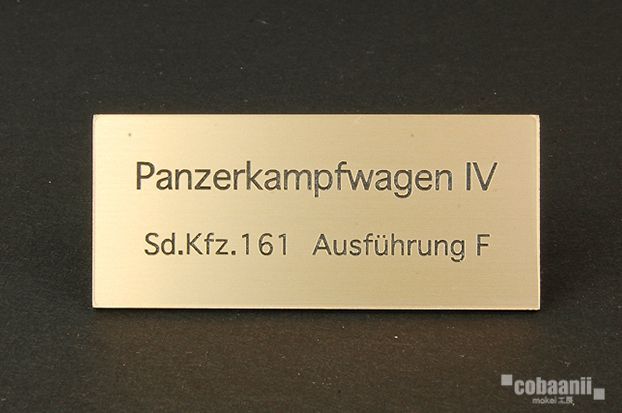 Panzerkampfwagen IV
Sd.Kfz.161 Ausführung F
cobaanii
mokei 工房